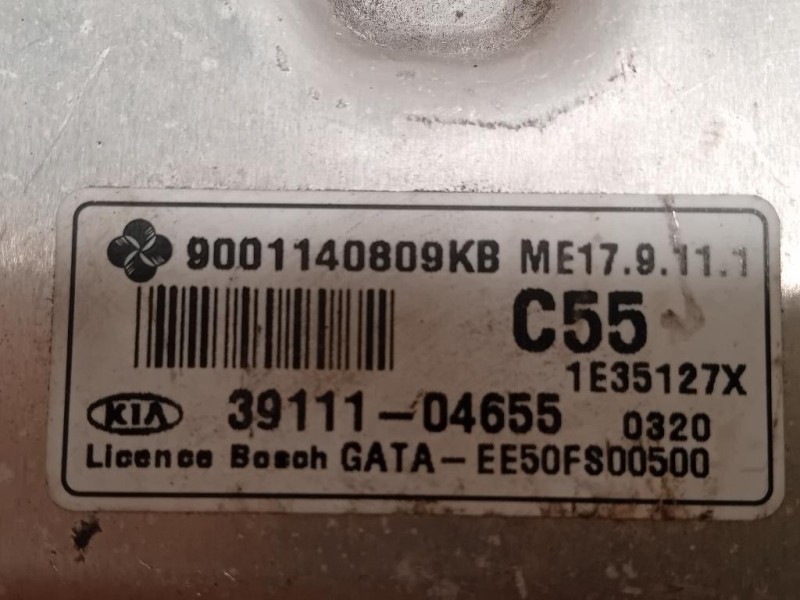 9001140809KB ME17.9.11.1
C55
1E35127X
KIA 39111-04655 0320
Licence Bosch GATA-EE50FS00500